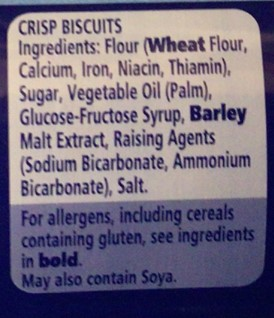 CRISP BISCUITS
Ingredients: Flour (Wheat Flour,
Calcium, Iron, Niacin, Thiamin),
Sugar, Vegetable Oil (Palm),
Glucose-Fructose Syrup, Barley
Malt Extract, Raising Agents
(Sodium Bicarbonate, Ammonium
Bicarbonate), Salt.
For allergens, including cereals
containing gluten, see ingredients
in bold.
May also contain Soya.